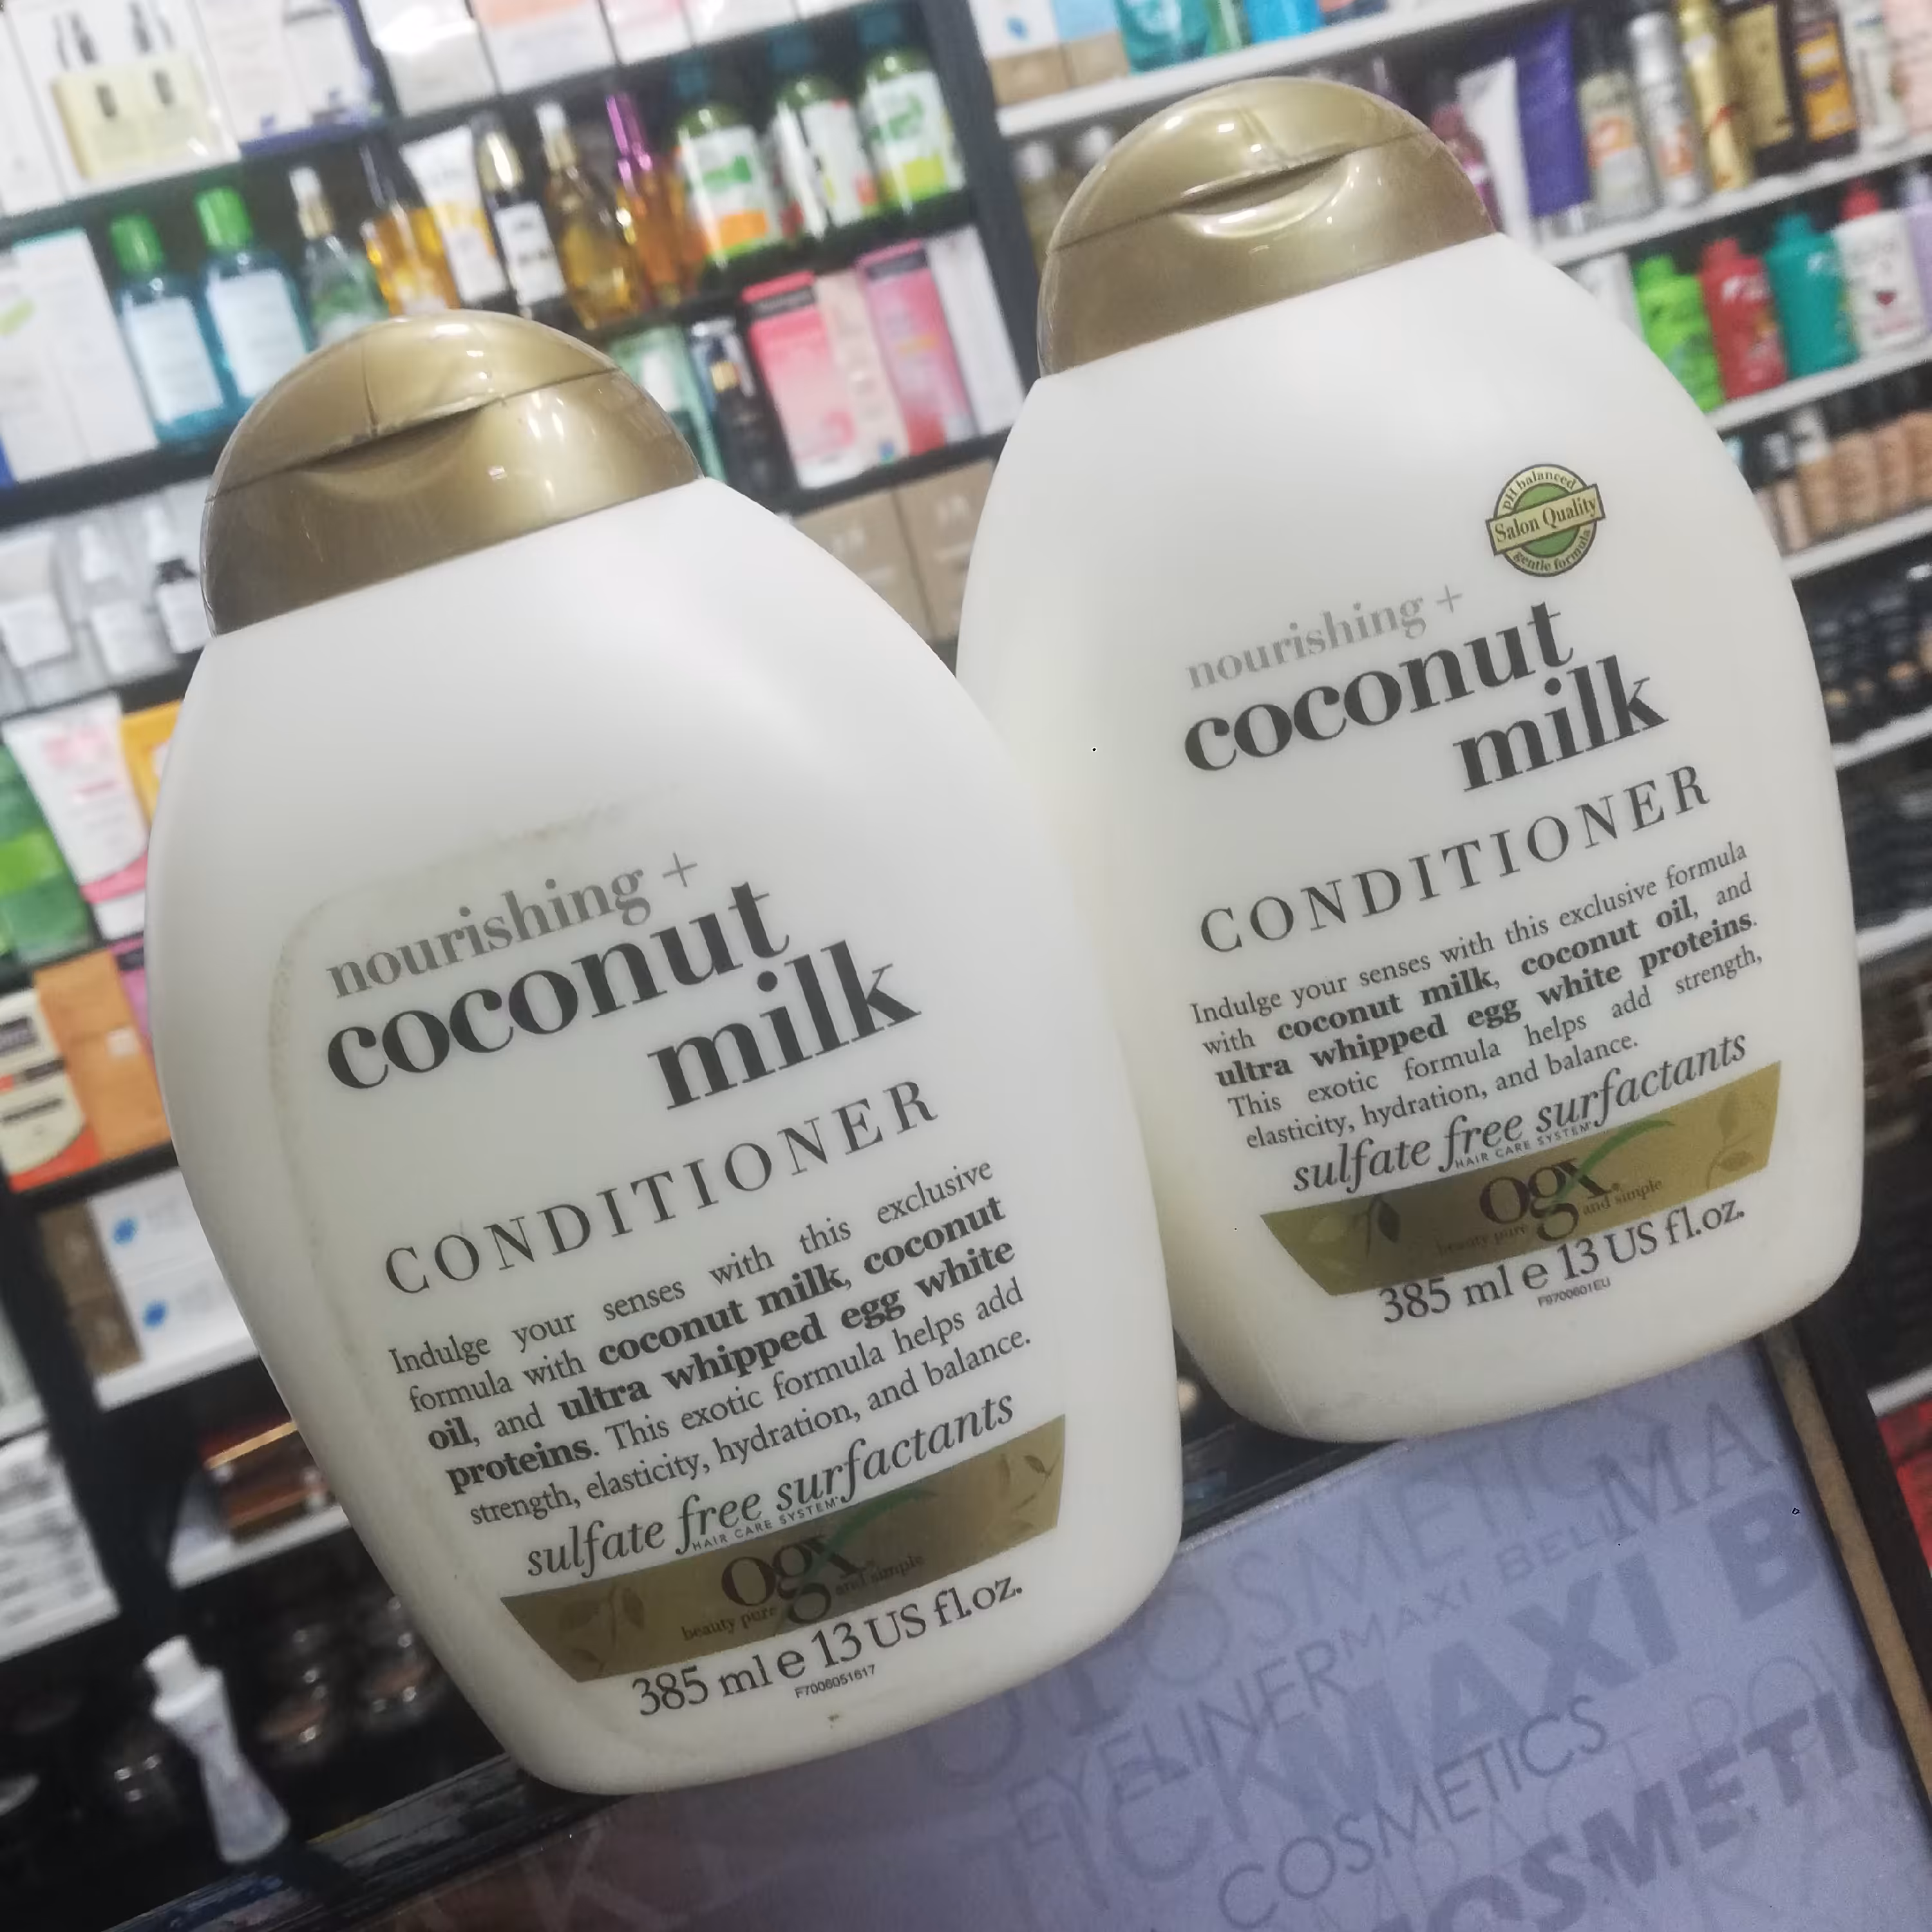 nourishing +
coconut
milk
CONDITIONER
Indulge your senses with this exclusive
formula with coconut milk, coconut
oil, and ultra whipped egg white
proteins. This exotic formula helps add
strength, elasticity, hydration, and balance.
sulfate free surfactants
HAIR CARE SYSTEM
ogx
beauty pure and simple
385 ml e 13 US fl.oz.
F7006051617
pH balanced
Salon Quality
gentle formula
nourishing +
coconut
milk
CONDITIONER
Indulge your senses with this exclusive formula
with coconut milk, coconut oil, and
ultra whipped egg white proteins.
This exotic formula helps add strength,
elasticity, hydration, and balance.
sulfate free surfactants
HAIR CARE SYSTEM
ogx
beauty pure and simple
385 ml e 13 US fl.oz.
F9700601EU
EYELINER
MAXI
MAXI B
COSMETICS